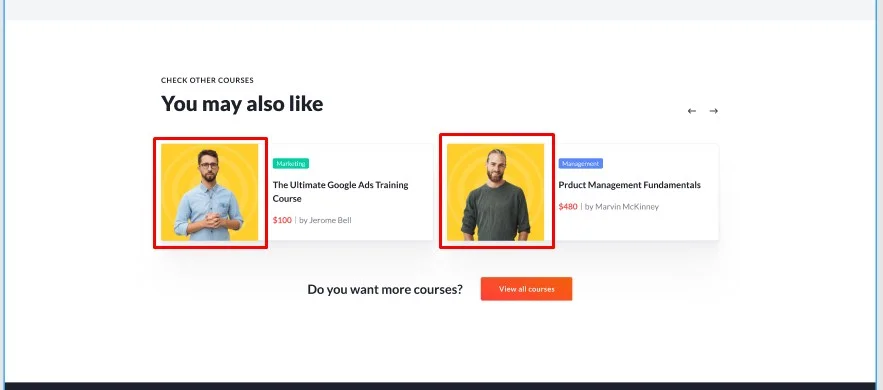 CHECK OTHER COURSES
You may also like
← →
Marketing
The Ultimate Google Ads Training
Course
$100 | by Jerome Bell
Management
Prduct Management Fundamentals
$480 | by Marvin McKinney
Do you want more courses?
View all courses